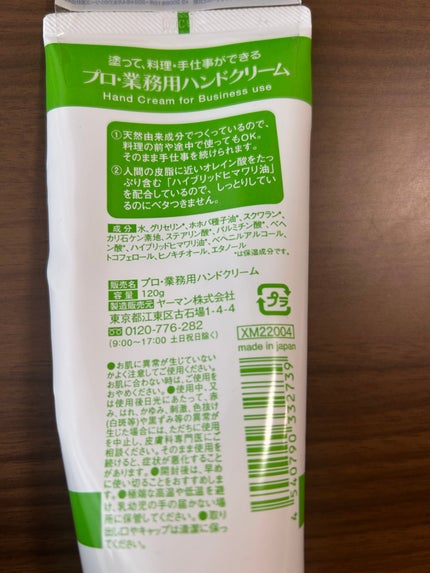 塗って、料理・手仕事ができる
プロ・業務用ハンドクリーム
Hand Cream for Business use
①天然由来成分でつくっているので、
料理の前や途中で使ってもOK。
そのまま手仕事を続けられます。
②人間の皮脂に近いオレイン酸をたっ
ぷり含む「ハイブリッドヒマワリ油」
を配合しているので、しっとりしてい
るのにベタつきません。
成分 水、グリセリン*、ホホバ種子油*、スクワラン*、
カリ石ケン素地、ステアリン酸*、パルミチン酸*、ベヘ
ン酸*、ハイブリッドヒマワリ油*、ベヘニルアルコール、
トコフェロール、ヒノキチオール、エタノール
*は保湿成分です。
販売名 プロ・業務用ハンドクリーム
容量 120g
製造販売元 ヤーマン株式会社
東京都江東区古石場1-4-4
0120-776-282
(9:00〜17:00 土日祝日除く)
プラ
XM22004
made in japan
●お肌に異常が生じていない
かよく注意してご使用ください。
お肌に合わない時は、ご使用を
おやめください。●使用中、又
は使用後日光にあたって、赤
み、はれ、かゆみ、刺激、色抜け
(白斑等)や黒ずみ等の異常が
生じた場合には、ただちに使用
を中止し、皮膚科専門医にご
相談ください。そのまま使用を
続けると、症状が悪化することが
あります。●開封後は、早め
に使い切ることをおすすめしま
す。●極端な高温や低温を避
け、乳幼児の手の届かない場
所に保管してください。●取り
出し口やキャップは清潔に保っ
てください。
4 540790 332739